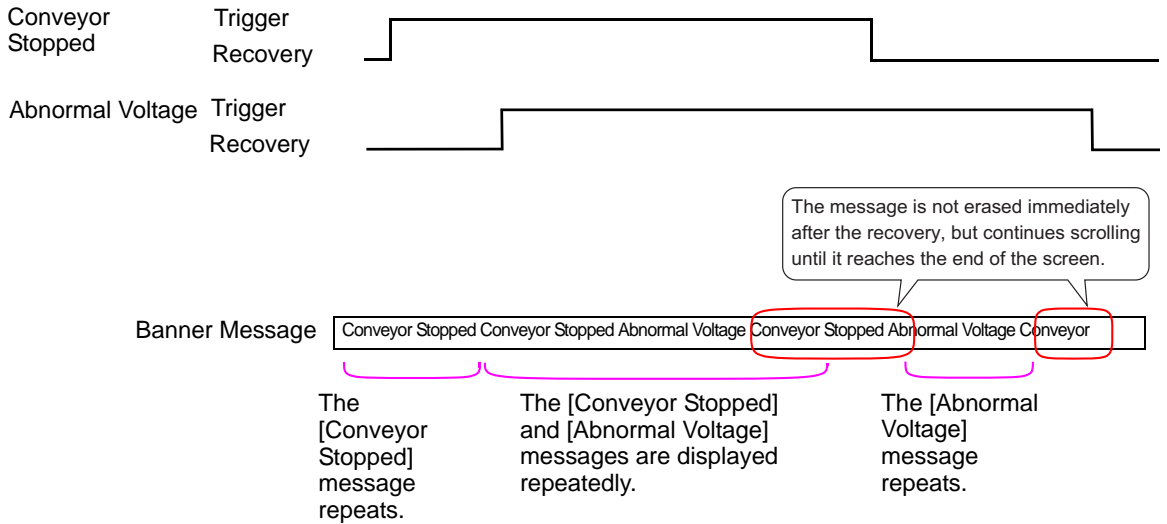 Conveyor
Stopped
Trigger
Recovery
Abnormal Voltage
Trigger
Recovery
The message is not erased immediately
after the recovery, but continues scrolling
until it reaches the end of the screen.
Banner Message
Conveyor Stopped Conveyor Stopped Abnormal Voltage Conveyor Stopped Abnormal Voltage Conveyor
The
[Conveyor
Stopped]
message
repeats.
The [Conveyor Stopped]
and [Abnormal Voltage]
messages are displayed
repeatedly.
The [Abnormal
Voltage]
message
repeats.